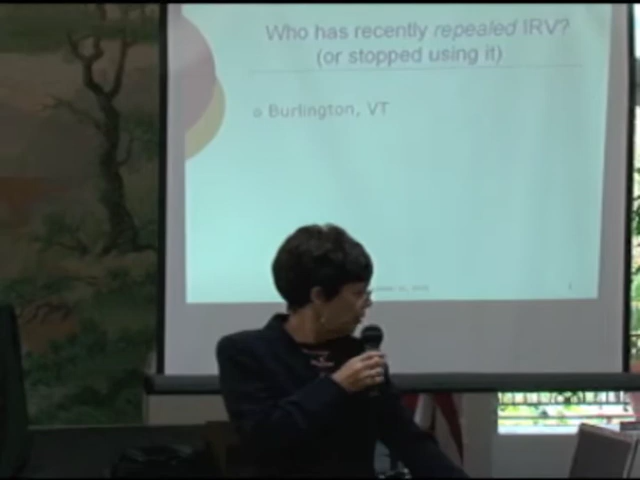 Who has recently repealed IRV?
(or stopped using it)
Burlington, VT